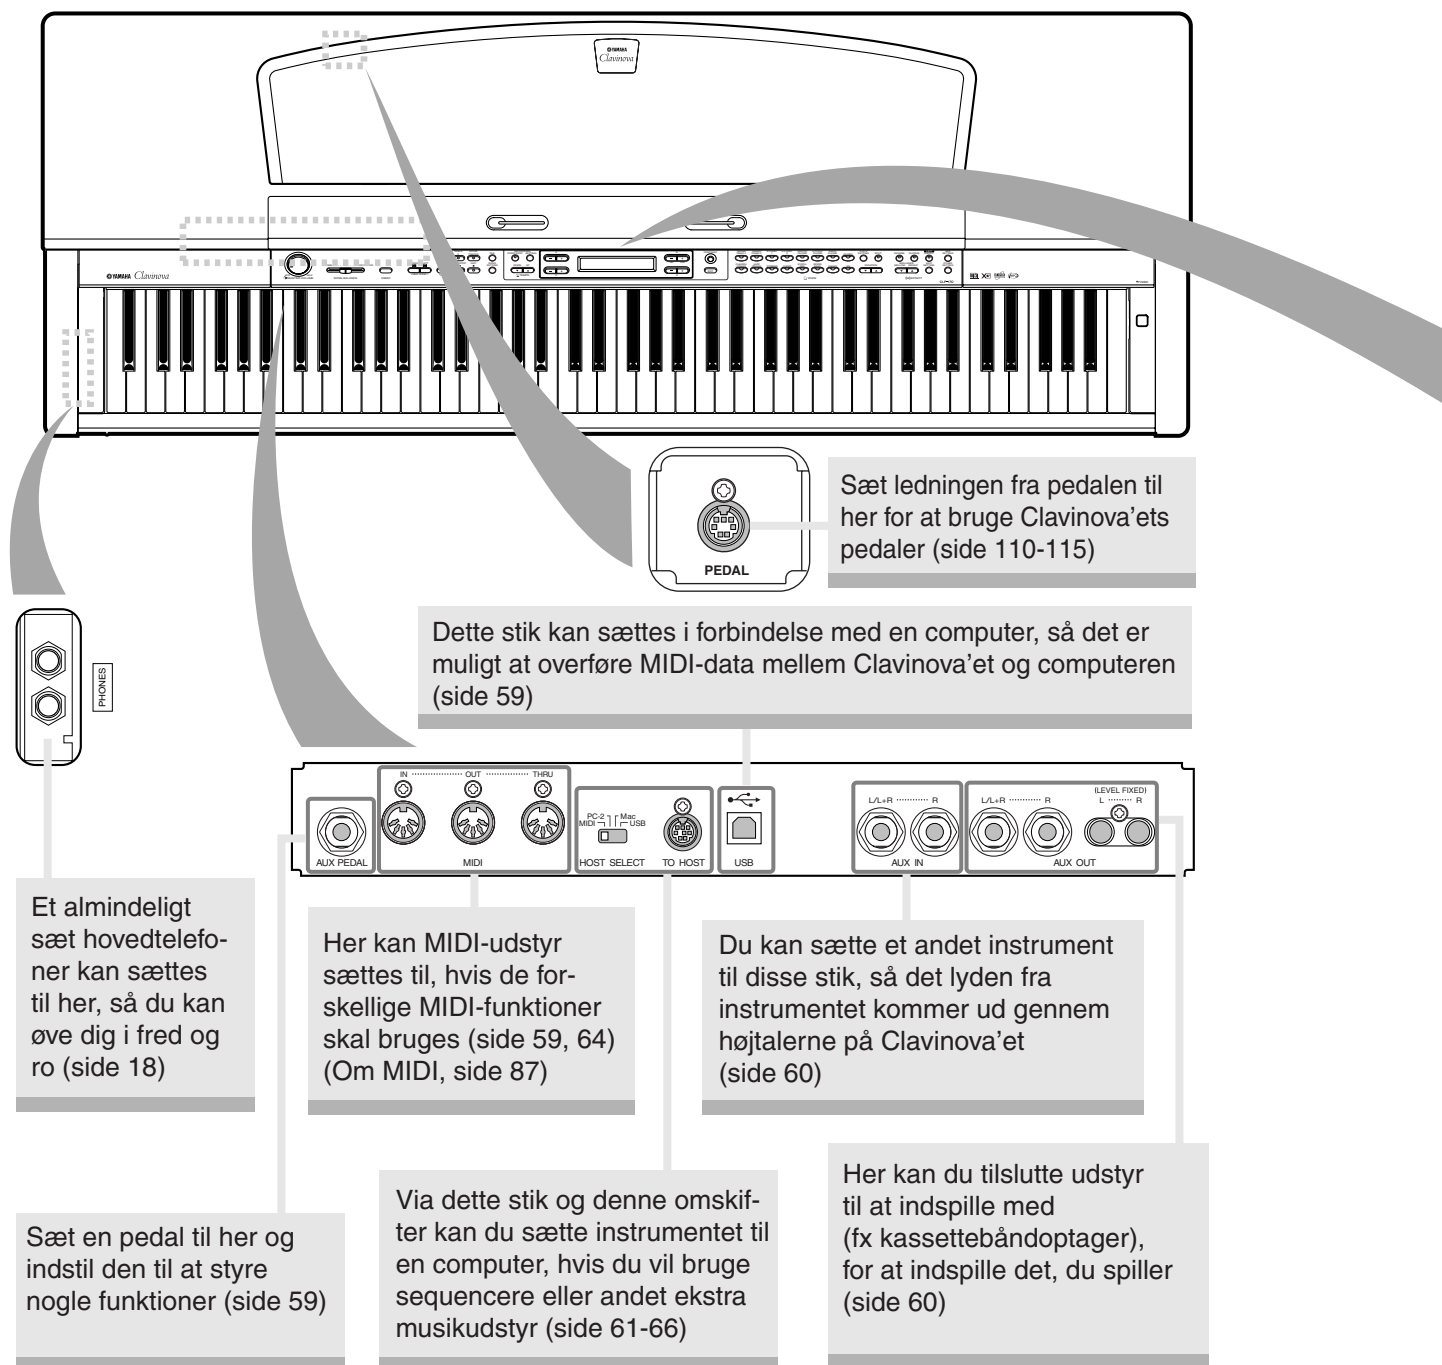 YAMAHA
Clavinova
YAMAHA Clavinova
Sæt ledningen fra pedalen til
her for at bruge Clavinova’ets
pedaler (side 110-115)
PEDAL
Dette stik kan sættes i forbindelse med en computer, så det er
muligt at overføre MIDI-data mellem Clavinova’et og computeren
(side 59)
PHONES
IN OUT THRU
AUX PEDAL
MIDI
PC-2 Mac
MIDI USB
HOST SELECT
TO HOST
USB
L/L+R R
AUX IN
L/L+R R
(LEVEL FIXED)
L R
AUX OUT
Et almindeligt
sæt hovedtelefo-
ner kan sættes
til her, så du kan
øve dig i fred og
ro (side 18)
Her kan MIDI-udstyr
sættes til, hvis de for-
skellige MIDI-funktioner
skal bruges (side 59, 64)
(Om MIDI, side 87)
Du kan sætte et andet instrument
til disse stik, så det lyden fra
instrumentet kommer ud gennem
højtalerne på Clavinova’et
(side 60)
Sæt en pedal til her og
indstil den til at styre
nogle funktioner (side 59)
Via dette stik og denne omskif-
ter kan du sætte instrumentet til
en computer, hvis du vil bruge
sequencere eller andet ekstra
musikudstyr (side 61-66)
Her kan du tilslutte udstyr
til at indspille med
(fx kassettebåndoptager),
for at indspille det, du spiller
(side 60)